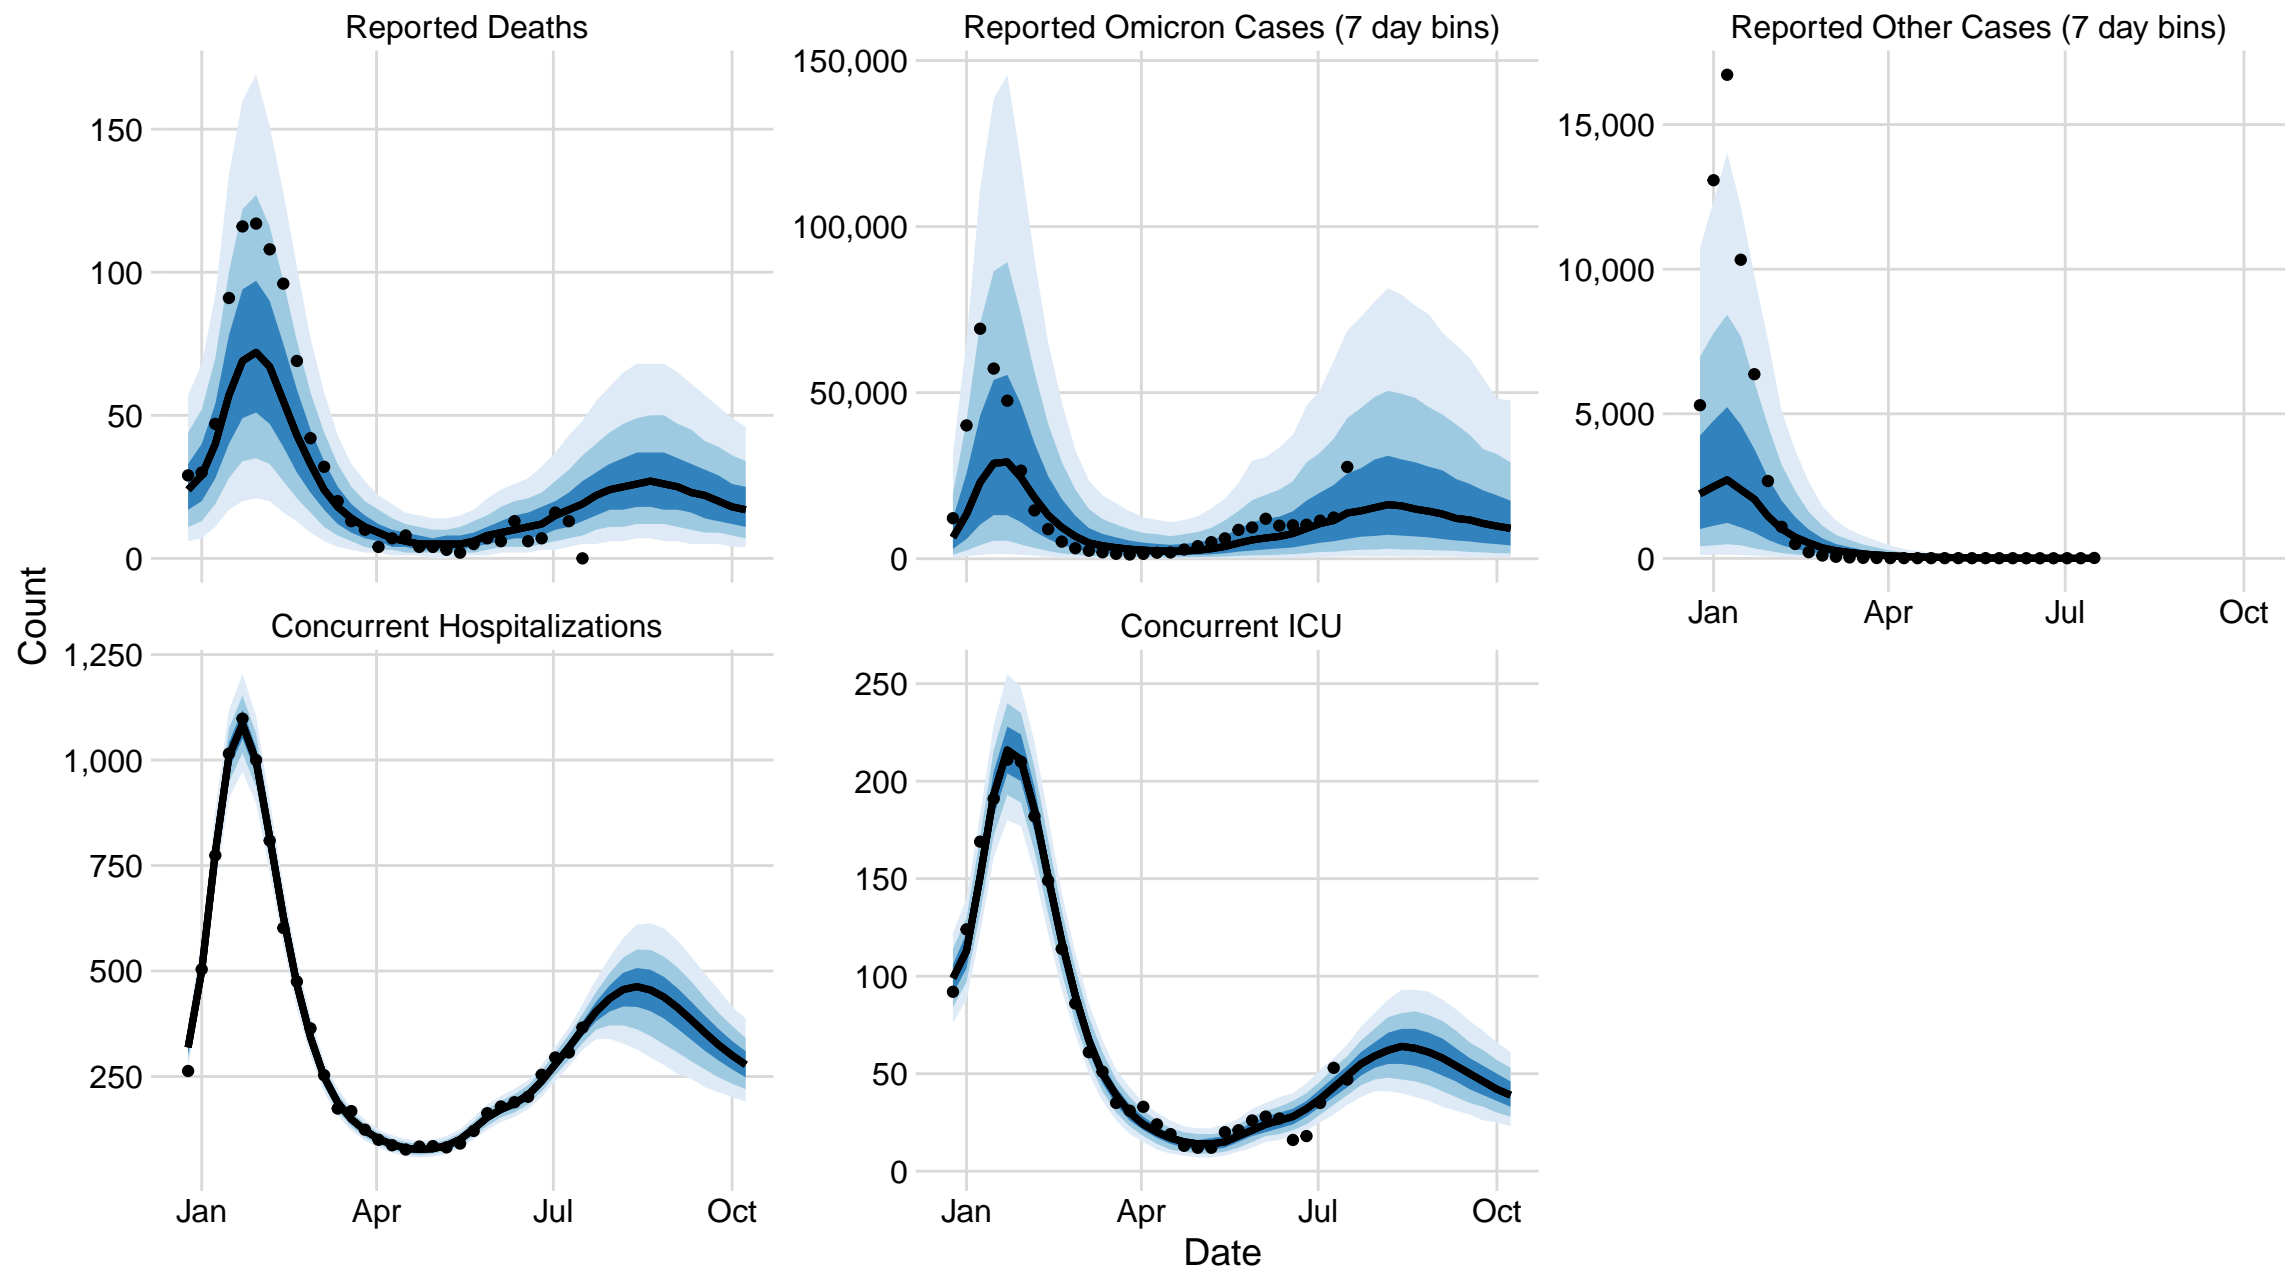 Reported Deaths
Reported Omicron Cases (7 day bins)
Reported Other Cases (7 day bins)
150
100
50
0
150,000
100,000
50,000
0
15,000
10,000
5,000
0
Jan Apr Jul Oct
Count
Concurrent Hospitalizations
Concurrent ICU
1,250
1,000
750
500
250
250
200
150
100
50
0
Jan Apr Jul Oct
Jan Apr Jul Oct
Date